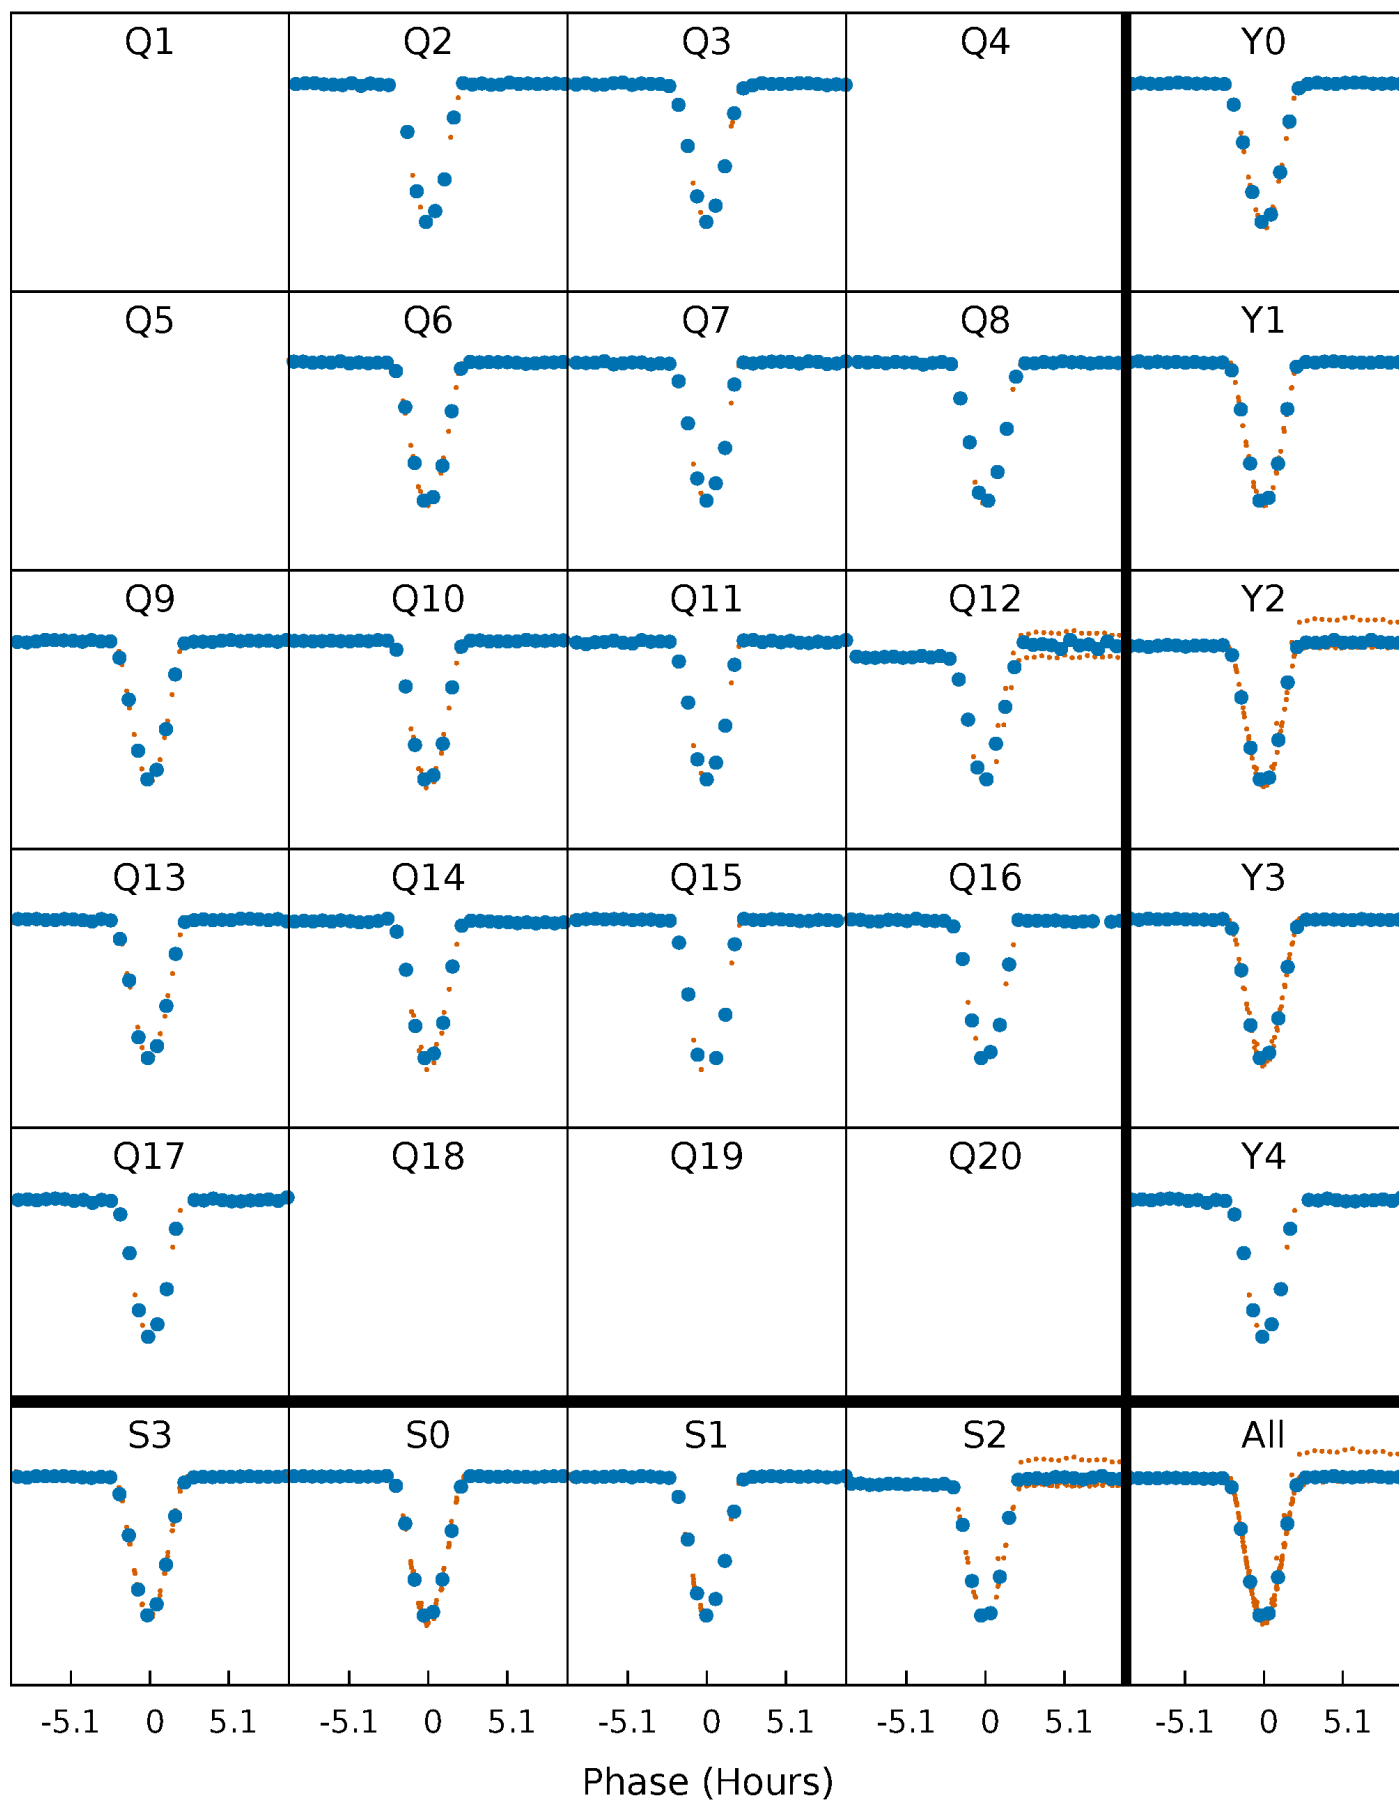 Q1 Q2 Q3 Q4 Y0
Q5 Q6 Q7 Q8 Y1
Q9 Q10 Q11 Q12 Y2
Q13 Q14 Q15 Q16 Y3
Q17 Q18 Q19 Q20 Y4
S3 S0 S1 S2 All
-5.1 0 5.1 -5.1 0 5.1 -5.1 0 5.1 -5.1 0 5.1 -5.1 0 5.1
Phase (Hours)